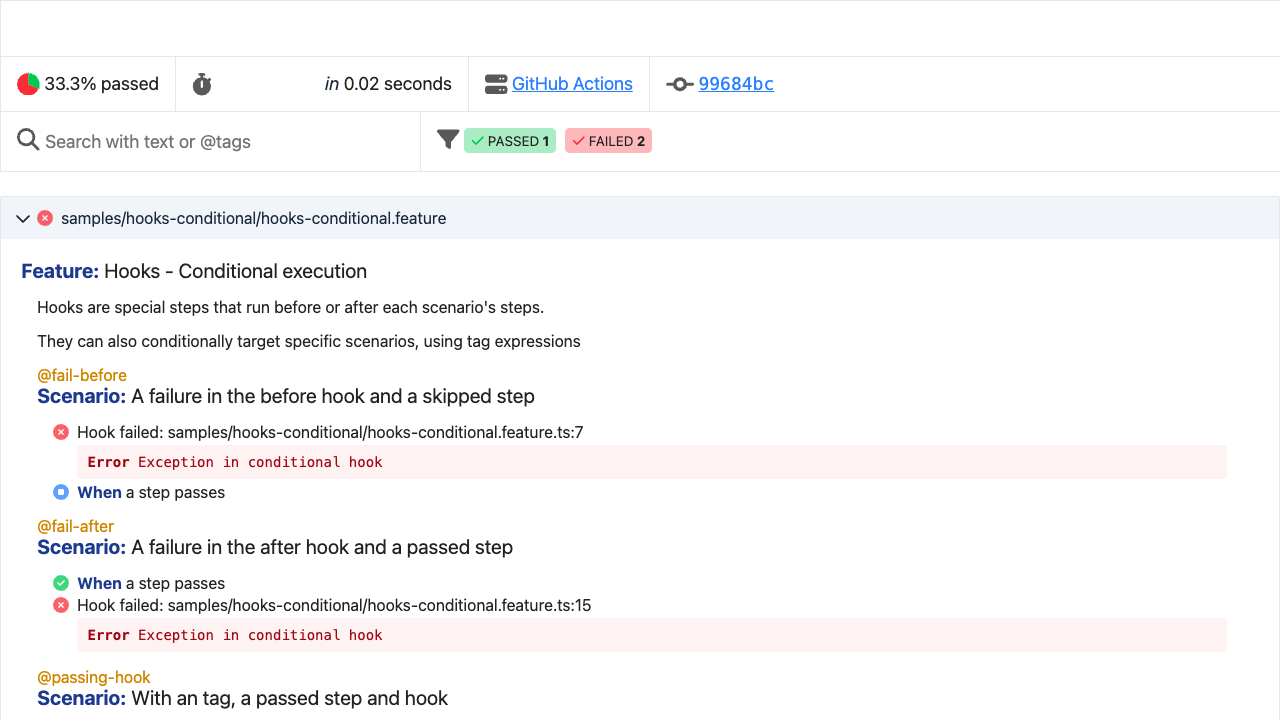 33.3% passed
in 0.02 seconds
GitHub Actions
99684bc
Search with text or @tags
PASSED 1
FAILED 2
samples/hooks-conditional/hooks-conditional.feature
Feature: Hooks - Conditional execution
Hooks are special steps that run before or after each scenario's steps.
They can also conditionally target specific scenarios, using tag expressions
@fail-before
Scenario: A failure in the before hook and a skipped step
Hook failed: samples/hooks-conditional/hooks-conditional.feature.ts:7
Error Exception in conditional hook
When a step passes
@fail-after
Scenario: A failure in the after hook and a passed step
When a step passes
Hook failed: samples/hooks-conditional/hooks-conditional.feature.ts:15
Error Exception in conditional hook
@passing-hook
Scenario: With an tag, a passed step and hook